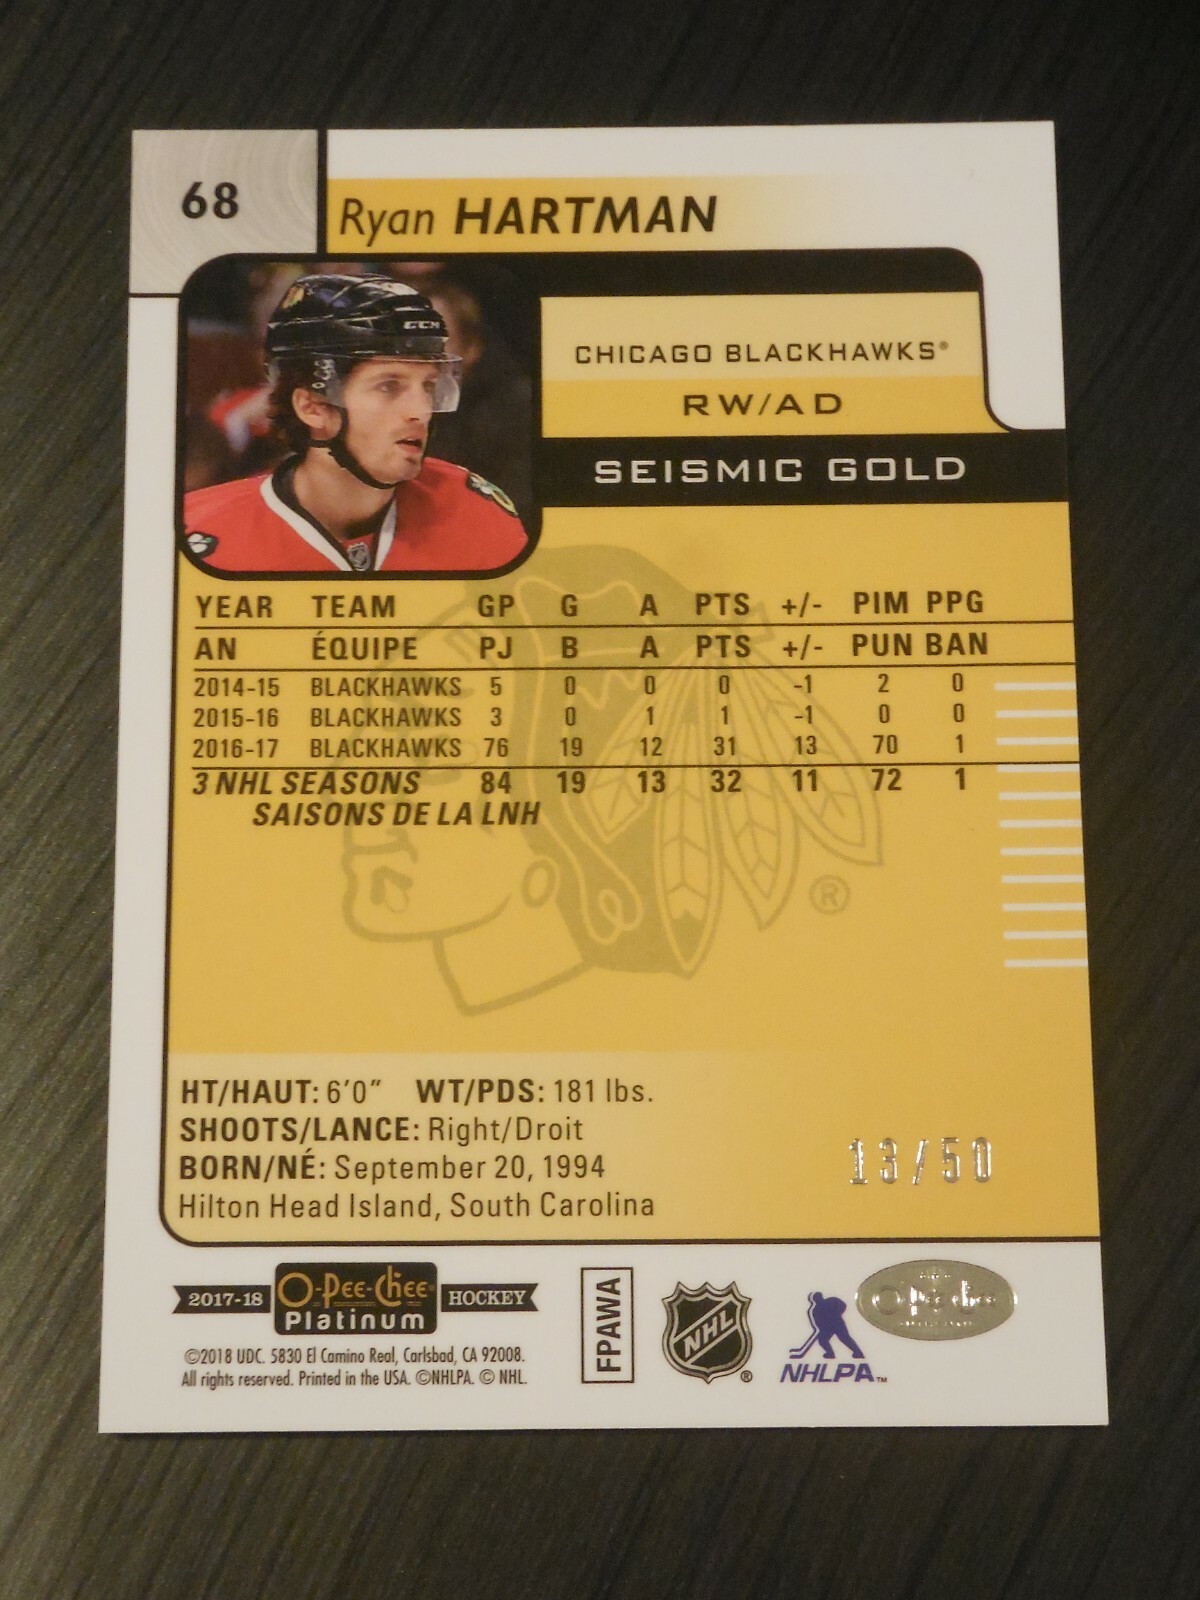 68
Ryan HARTMAN
CCM
CHICAGO BLACKHAWKS®
RW/AD
SEISMIC GOLD
YEAR TEAM GP G A PTS +/- PIM PPG
AN ÉQUIPE PJ B A PTS +/- PUN BAN
2014-15 BLACKHAWKS 5 0 0 0 -1 2 0
2015-16 BLACKHAWKS 3 0 1 1 -1 0 0
2016-17 BLACKHAWKS 76 19 12 31 13 70 1
3 NHL SEASONS 84 19 13 32 11 72 1
SAISONS DE LA LNH
®
HT/HAUT: 6'0" WT/PDS: 181 lbs.
SHOOTS/LANCE: Right/Droit
BORN/NÉ: September 20, 1994
Hilton Head Island, South Carolina
13/50
2017-18 O-Pee-Chee® Platinum HOCKEY
FPAWA
NHL®
NHLPA™
O-Pee-Chee
©2018 UDC. 5830 El Camino Real, Carlsbad, CA 92008.
All rights reserved. Printed in the USA. ©NHLPA. © NHL.